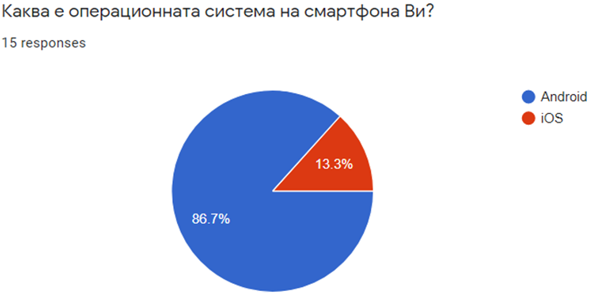 Каква е операционната система на смартфона Ви?
15 responses
Android
iOS
13.3%
86.7%